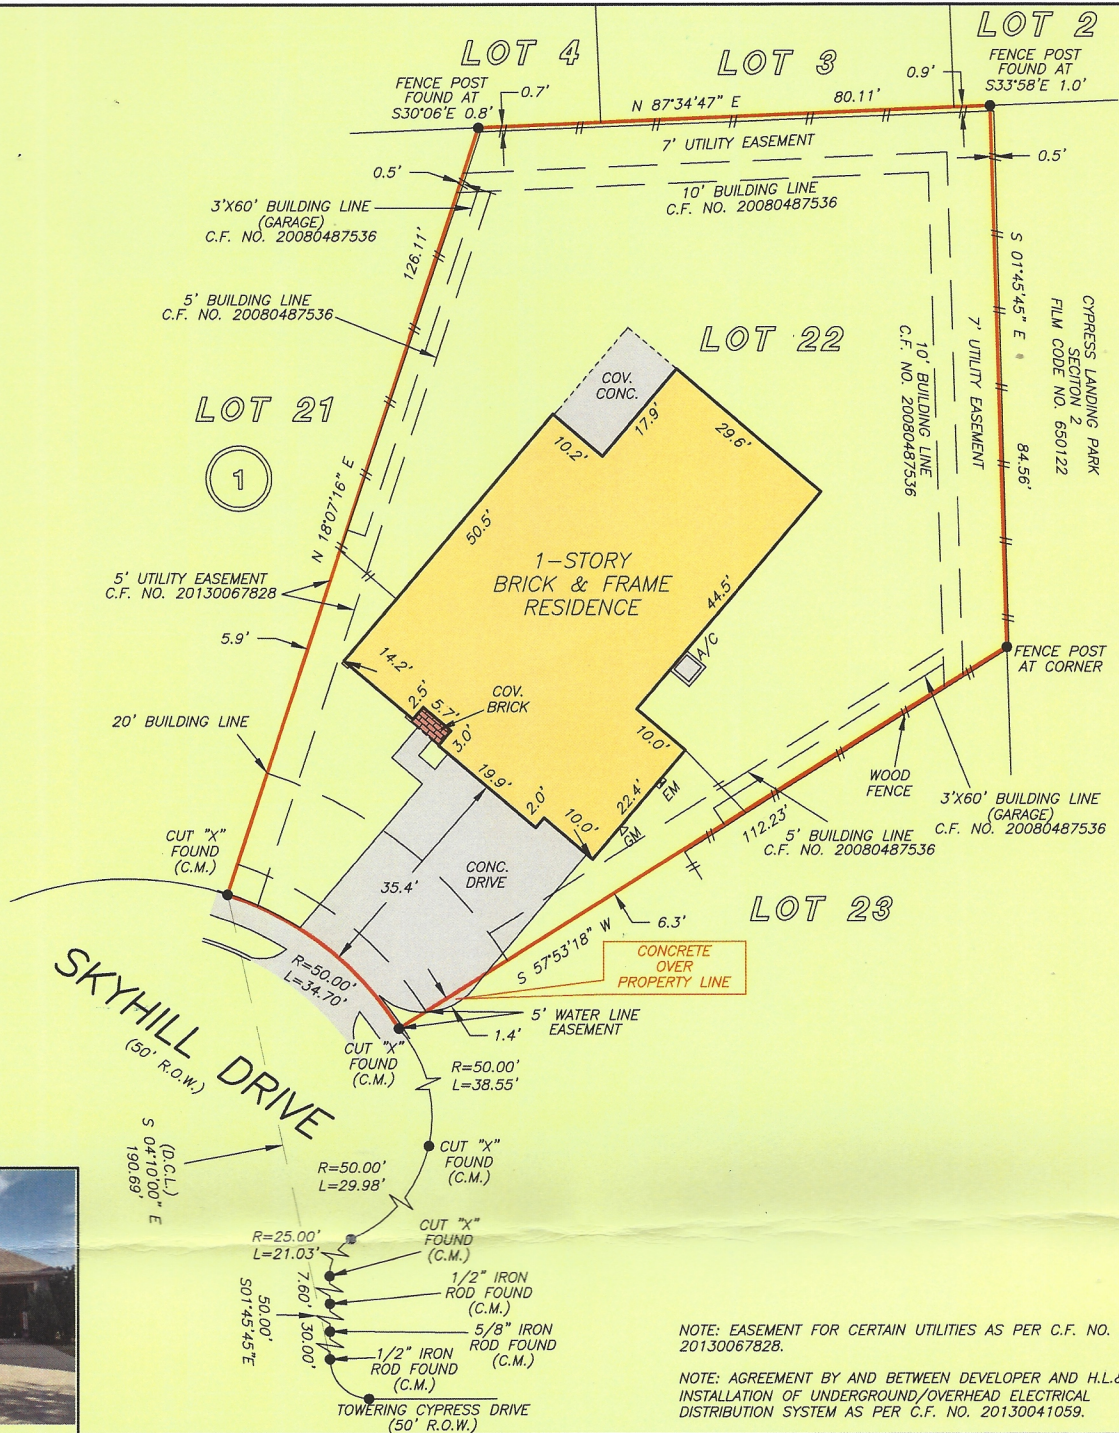 LOT 4
LOT 3
LOT 2
FENCE POST
FOUND AT
S30°06'E 0.8'
0.7'
N 87°34'47" E
80.11'
0.9'
FENCE POST
FOUND AT
S33°58'E 1.0'
7' UTILITY EASEMENT
0.5'
0.5'
10' BUILDING LINE
C.F. NO. 20080487536
3'X60' BUILDING LINE
(GARAGE)
C.F. NO. 20080487536
126.11'
5' BUILDING LINE
C.F. NO. 20080487536
LOT 22
S 01°45'45" E
84.56'
CYPRESS LANDING PARK
SECITON 2
FILM CODE NO. 650122
7' UTILITY EASEMENT
10' BUILDING LINE
C.F. NO. 20080487536
LOT 21
1
COV.
CONC.
10.2'
17.9'
29.6'
N 18°07'16" E
50.5'
1-STORY
BRICK & FRAME
RESIDENCE
44.5'
5' UTILITY EASEMENT
C.F. NO. 20130067828
5.9'
A/C
FENCE POST
AT CORNER
14.2'
2.5'
5.7'
COV.
BRICK
3.0'
20' BUILDING LINE
10.0'
19.9'
2.0'
22.4'
EM
10.0'
GM
WOOD
FENCE
3'X60' BUILDING LINE
(GARAGE)
C.F. NO. 20080487536
112.23'
5' BUILDING LINE
C.F. NO. 20080487536
CUT "X"
FOUND
(C.M.)
35.4'
CONC.
DRIVE
LOT 23
6.3'
S 57°53'18" W
CONCRETE
OVER
PROPERTY LINE
R=50.00'
L=34.70'
5' WATER LINE
EASEMENT
1.4'
SKYHILL DRIVE
(50' R.O.W.)
CUT "X"
FOUND
(C.M.)
R=50.00'
L=38.55'
(D.C.L.)
S 04°10'00" E
190.69'
CUT "X"
FOUND
(C.M.)
R=50.00'
L=29.98'
CUT "X"
FOUND
(C.M.)
R=25.00'
L=21.03'
1/2" IRON
ROD FOUND
(C.M.)
7.60'
30.00'
50.00'
S01°45'45"E
5/8" IRON
ROD FOUND
(C.M.)
1/2" IRON
ROD FOUND
(C.M.)
TOWERING CYPRESS DRIVE
(50' R.O.W.)
NOTE: EASEMENT FOR CERTAIN UTILITIES AS PER C.F. NO.
20130067828.
NOTE: AGREEMENT BY AND BETWEEN DEVELOPER AND H.L.&
INSTALLATION OF UNDERGROUND/OVERHEAD ELECTRICAL
DISTRIBUTION SYSTEM AS PER C.F. NO. 20130041059.